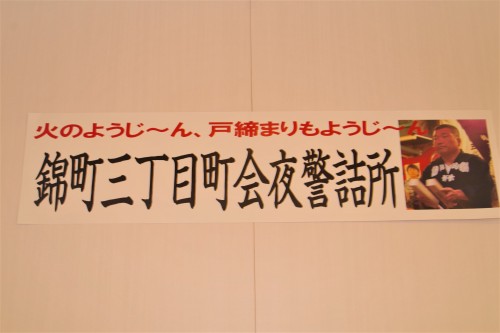 火のようじ～ん、戸締まりもようじ～ん
錦町三丁目町会夜警詰所